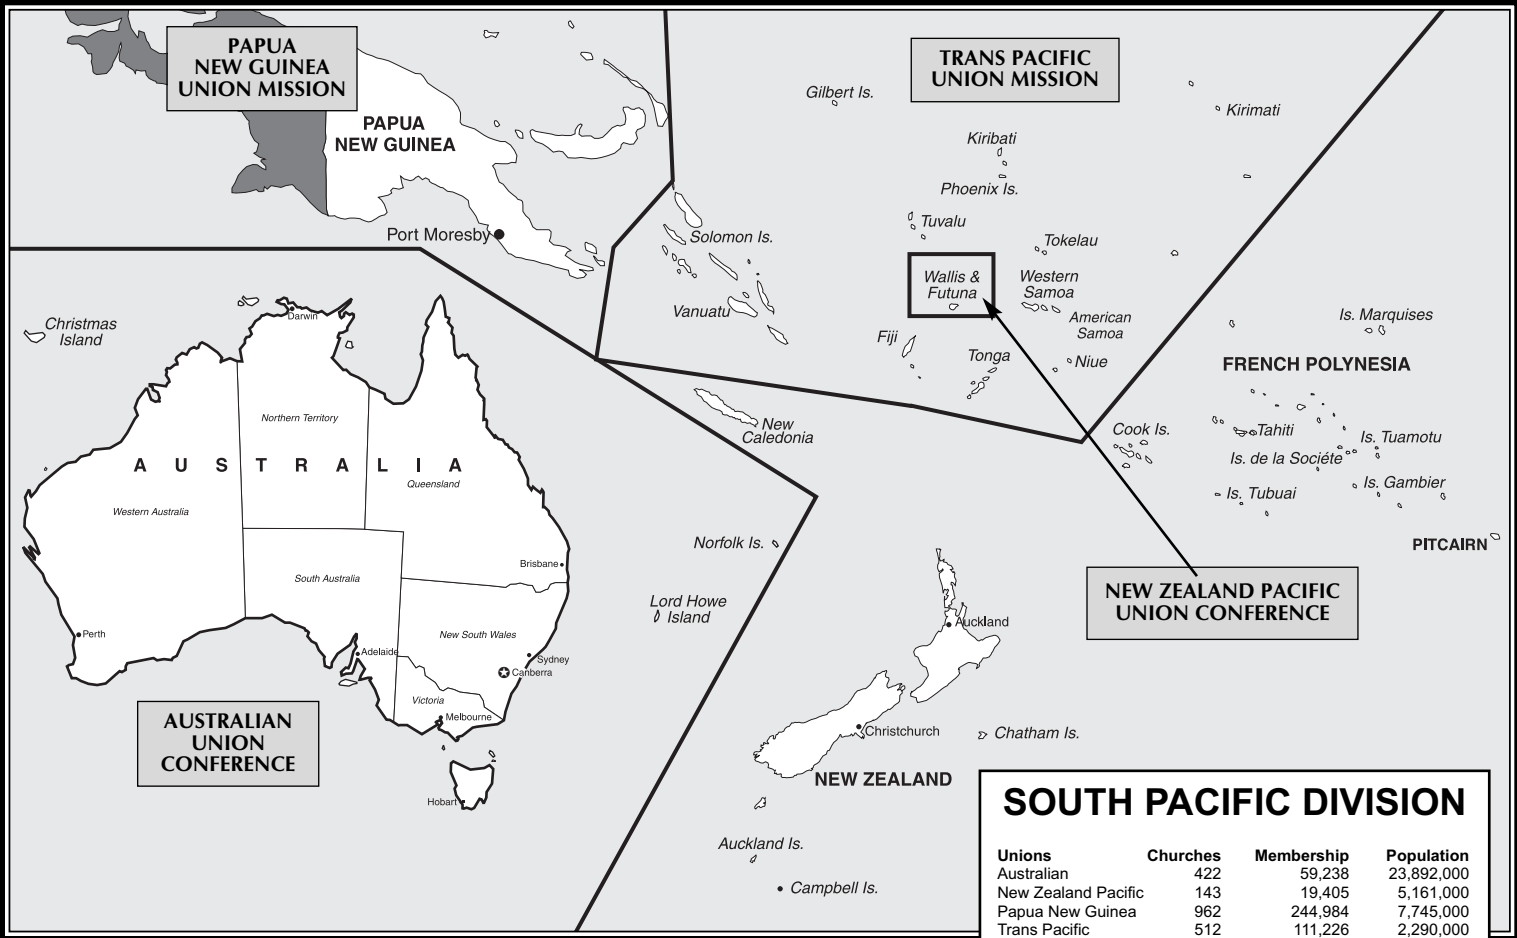 PAPUA
NEW GUINEA
UNION MISSION
TRANS PACIFIC
UNION MISSION
Gilbert Is.
Kirimati
PAPUA
NEW GUINEA
Kiribati
Phoenix Is.
Tuvalu
Port Moresby
Solomon Is.
Tokelau
Wallis &
Futuna
Western
Samoa
Vanuatu
American
Samoa
Christmas
Island
Darwin
Fiji
Tonga
Niue
Is. Marquises
FRENCH POLYNESIA
Northern Territory
New
Caledonia
Cook Is.
Tahiti
Is. Tuamotu
Is. de la Sociéte
AUSTRALIA
Queensland
Is. Gambier
Is. Tubuai
Western Australia
Norfolk Is.
PITCAIRN
Brisbane
South Australia
NEW ZEALAND PACIFIC
UNION CONFERENCE
Lord Howe
Island
Auckland
Perth
New South Wales
Adelaide
Sydney
Canberra
Victoria
Melbourne
AUSTRALIAN
UNION
CONFERENCE
Christchurch
Chatham Is.
NEW ZEALAND
Hobart
Auckland Is.
Campbell Is.
SOUTH PACIFIC DIVISION
Unions Churches Membership Population
Australian 422 59,238 23,892,000
New Zealand Pacific 143 19,405 5,161,000
Papua New Guinea 962 244,984 7,745,000
Trans Pacific 512 111,226 2,290,000